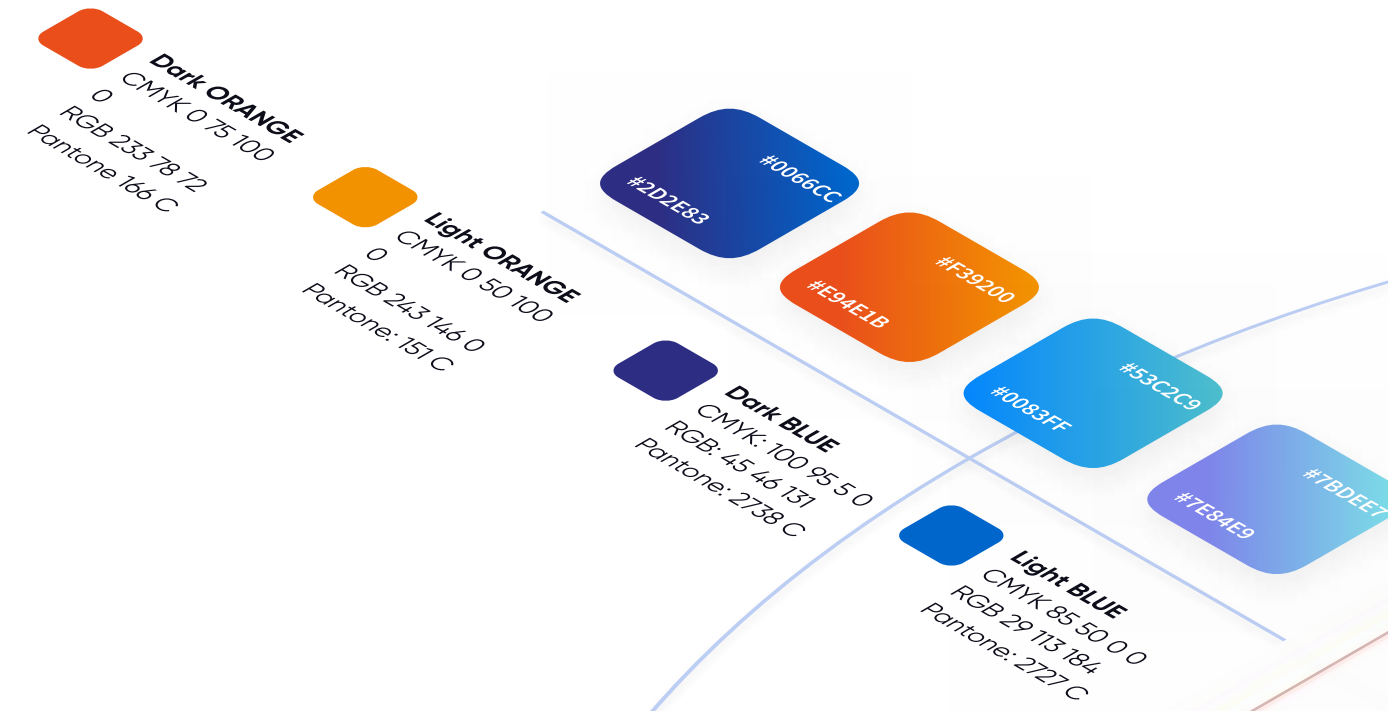 Dark ORANGE
CMYK 0 75 100
0
RGB 233 78 72
Pantone 166 C
Light ORANGE
CMYK 0 50 100
0
RGB 243 146 0
Pantone: 151 C
Dark BLUE
CMYK: 100 95 5 0
RGB: 45 46 131
Pantone: 2738 C
Light BLUE
CMYK 85 50 0 0
RGB 29 113 184
Pantone: 2727 C
#0066CC
#2D2E83
#F39200
#E94E1B
#53C2C9
#0083FF
#7BDEE7
#7E84E9